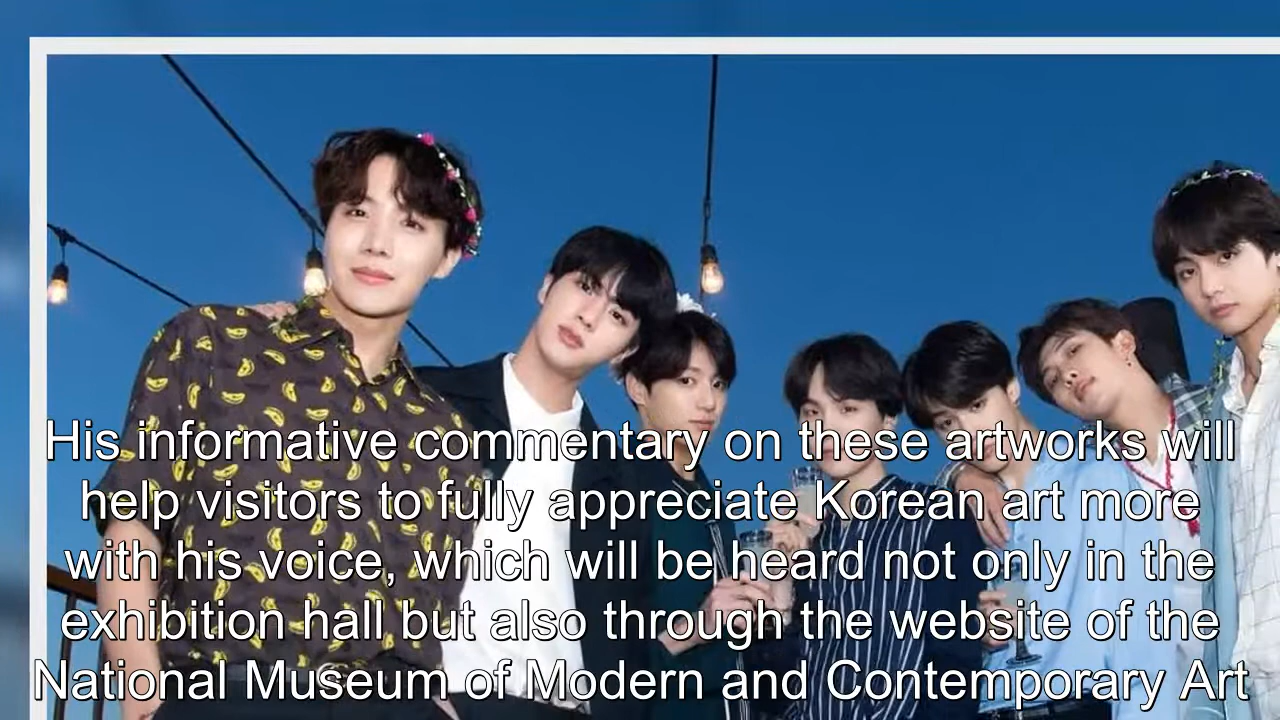 His informative commentary on these artworks will
help visitors to fully appreciate Korean art more
with his voice, which will be heard not only in the
exhibition hall but also through the website of the
National Museum of Modern and Contemporary Art